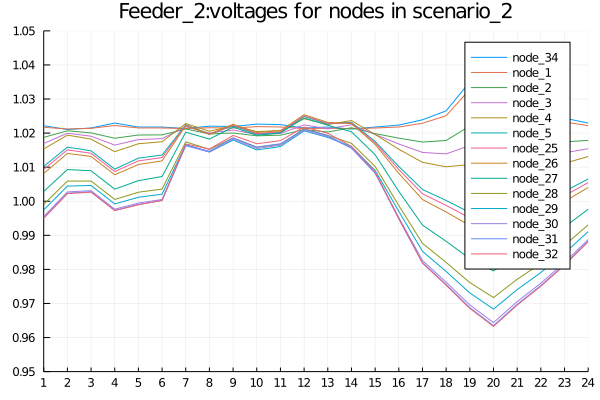 Feeder_2:voltages for nodes in scenario_2
1.05
1.04
1.03
1.02
1.01
1.00
0.99
0.98
0.97
0.96
0.95
node_34
node_1
node_2
node_3
node_4
node_5
node_25
node_26
node_27
node_28
node_29
node_30
node_31
node_32
1 2 3 4 5 6 7 8 9 10 11 12 13 14 15 16 17 18 19 20 21 22 23 24